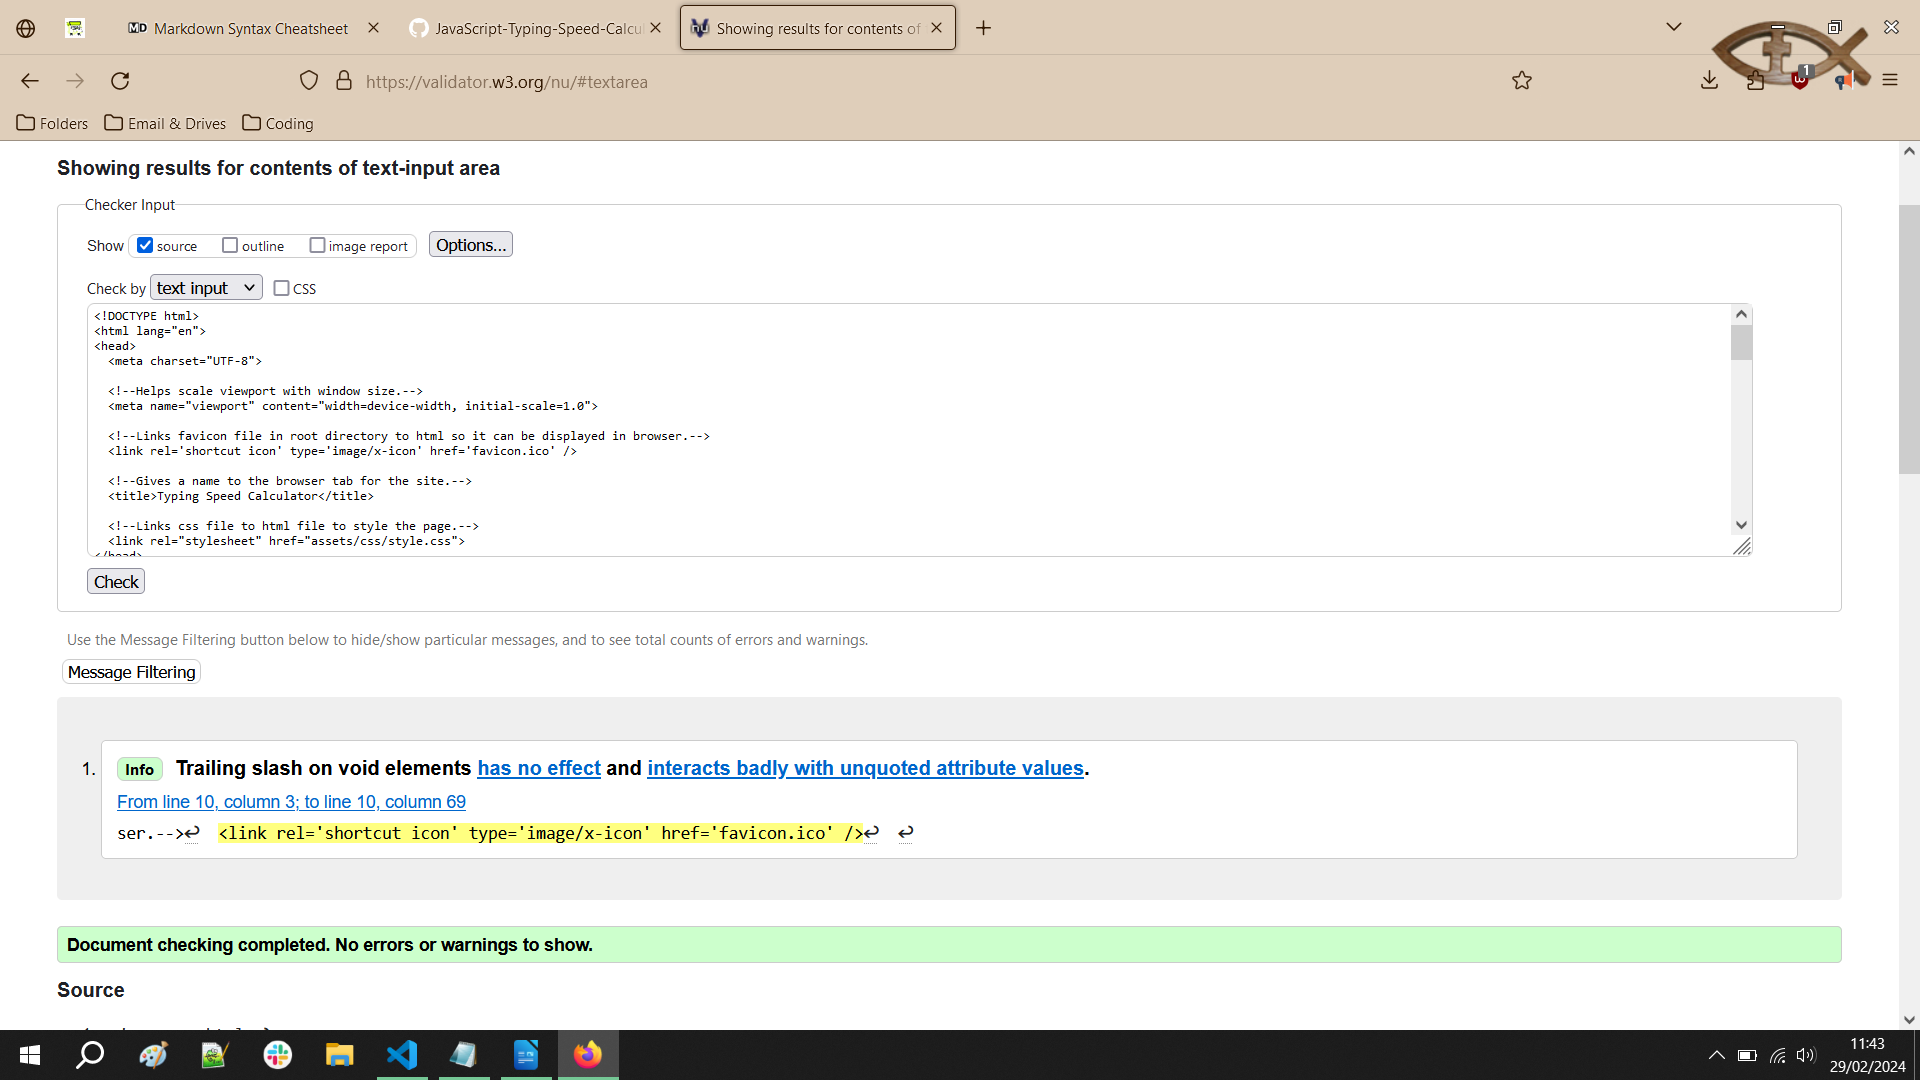 Markdown Syntax Cheatsheet
JavaScript-Typing-Speed-Calcu
Showing results for contents of
https://validator.w3.org/nu/#textarea
1
Folders
Email & Drives
Coding
Showing results for contents of text-input area
Checker Input
Show source outline image report Options...
Check by text input CSS
<!DOCTYPE html>
<html lang="en">
<head>
<meta charset="UTF-8">
<!--Helps scale viewport with window size.-->
<meta name="viewport" content="width=device-width, initial-scale=1.0">
<!--Links favicon file in root directory to html so it can be displayed in browser.-->
<link rel='shortcut icon' type='image/x-icon' href='favicon.ico' />
<!--Gives a name to the browser tab for the site.-->
<title>Typing Speed Calculator</title>
<!--Links css file to html file to style the page.-->
<link rel="stylesheet" href="assets/css/style.css">
</head>
Check
Use the Message Filtering button below to hide/show particular messages, and to see total counts of errors and warnings.
Message Filtering
1. Info Trailing slash on void elements has no effect and interacts badly with unquoted attribute values.
From line 10, column 3; to line 10, column 69
ser.-->↩ <link rel='shortcut icon' type='image/x-icon' href='favicon.ico' />↩ ↩
Document checking completed. No errors or warnings to show.
Source
11:43
29/02/2024